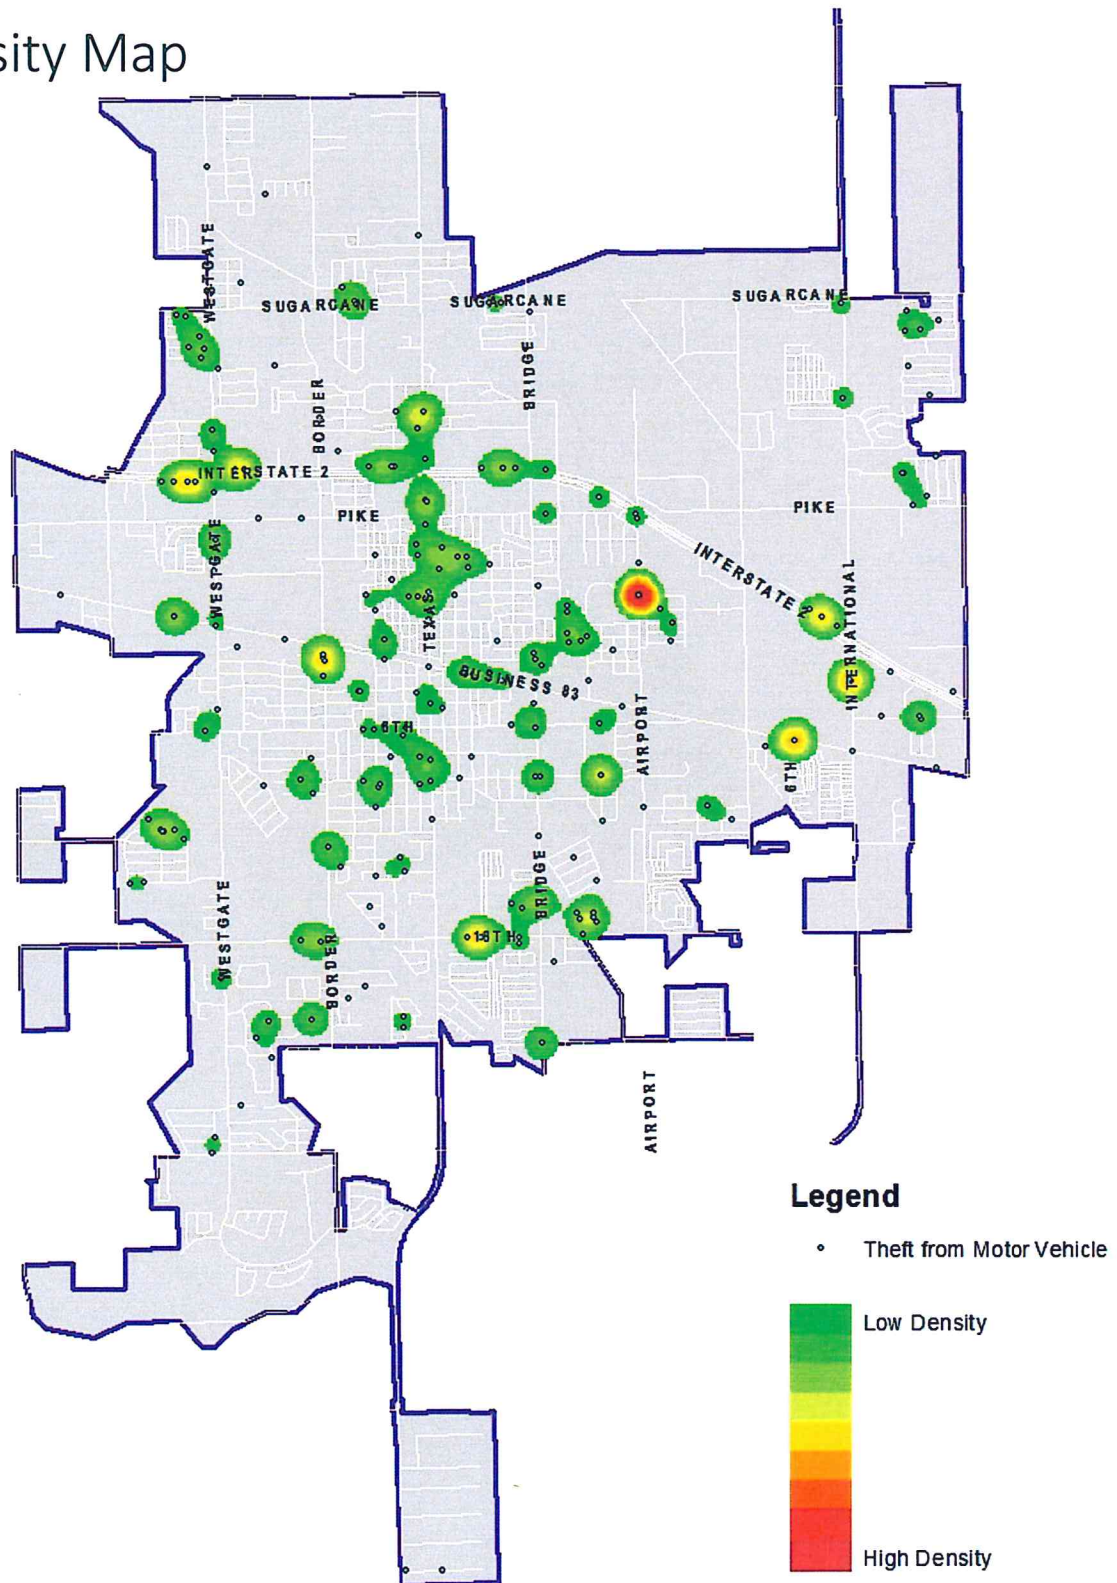 sity Map
WESTGATE
SUGARCANE
SUGARCANE
SUGARCANE
BRIDGE
BORDER
INTERSTATE 2
PIKE
PIKE
WESTGATE
INTERSTATE 2
INTERNATIONAL
TEXAS
BUSINESS 83
6TH
AIRPORT
6TH
BRIDGE
WESTGATE
18TH
BORDER
AIRPORT
Legend
Theft from Motor Vehicle
Low Density
High Density